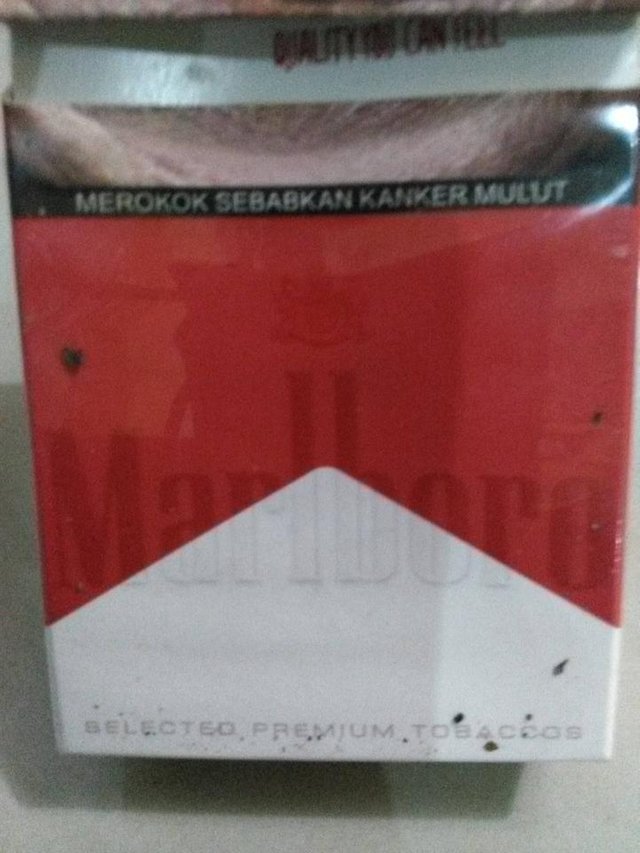 QUALITY YOU CAN FEEL
MEROKOK SEBABKAN KANKER MULUT
Marlboro
SELECTED PREMIUM TOBACCOS